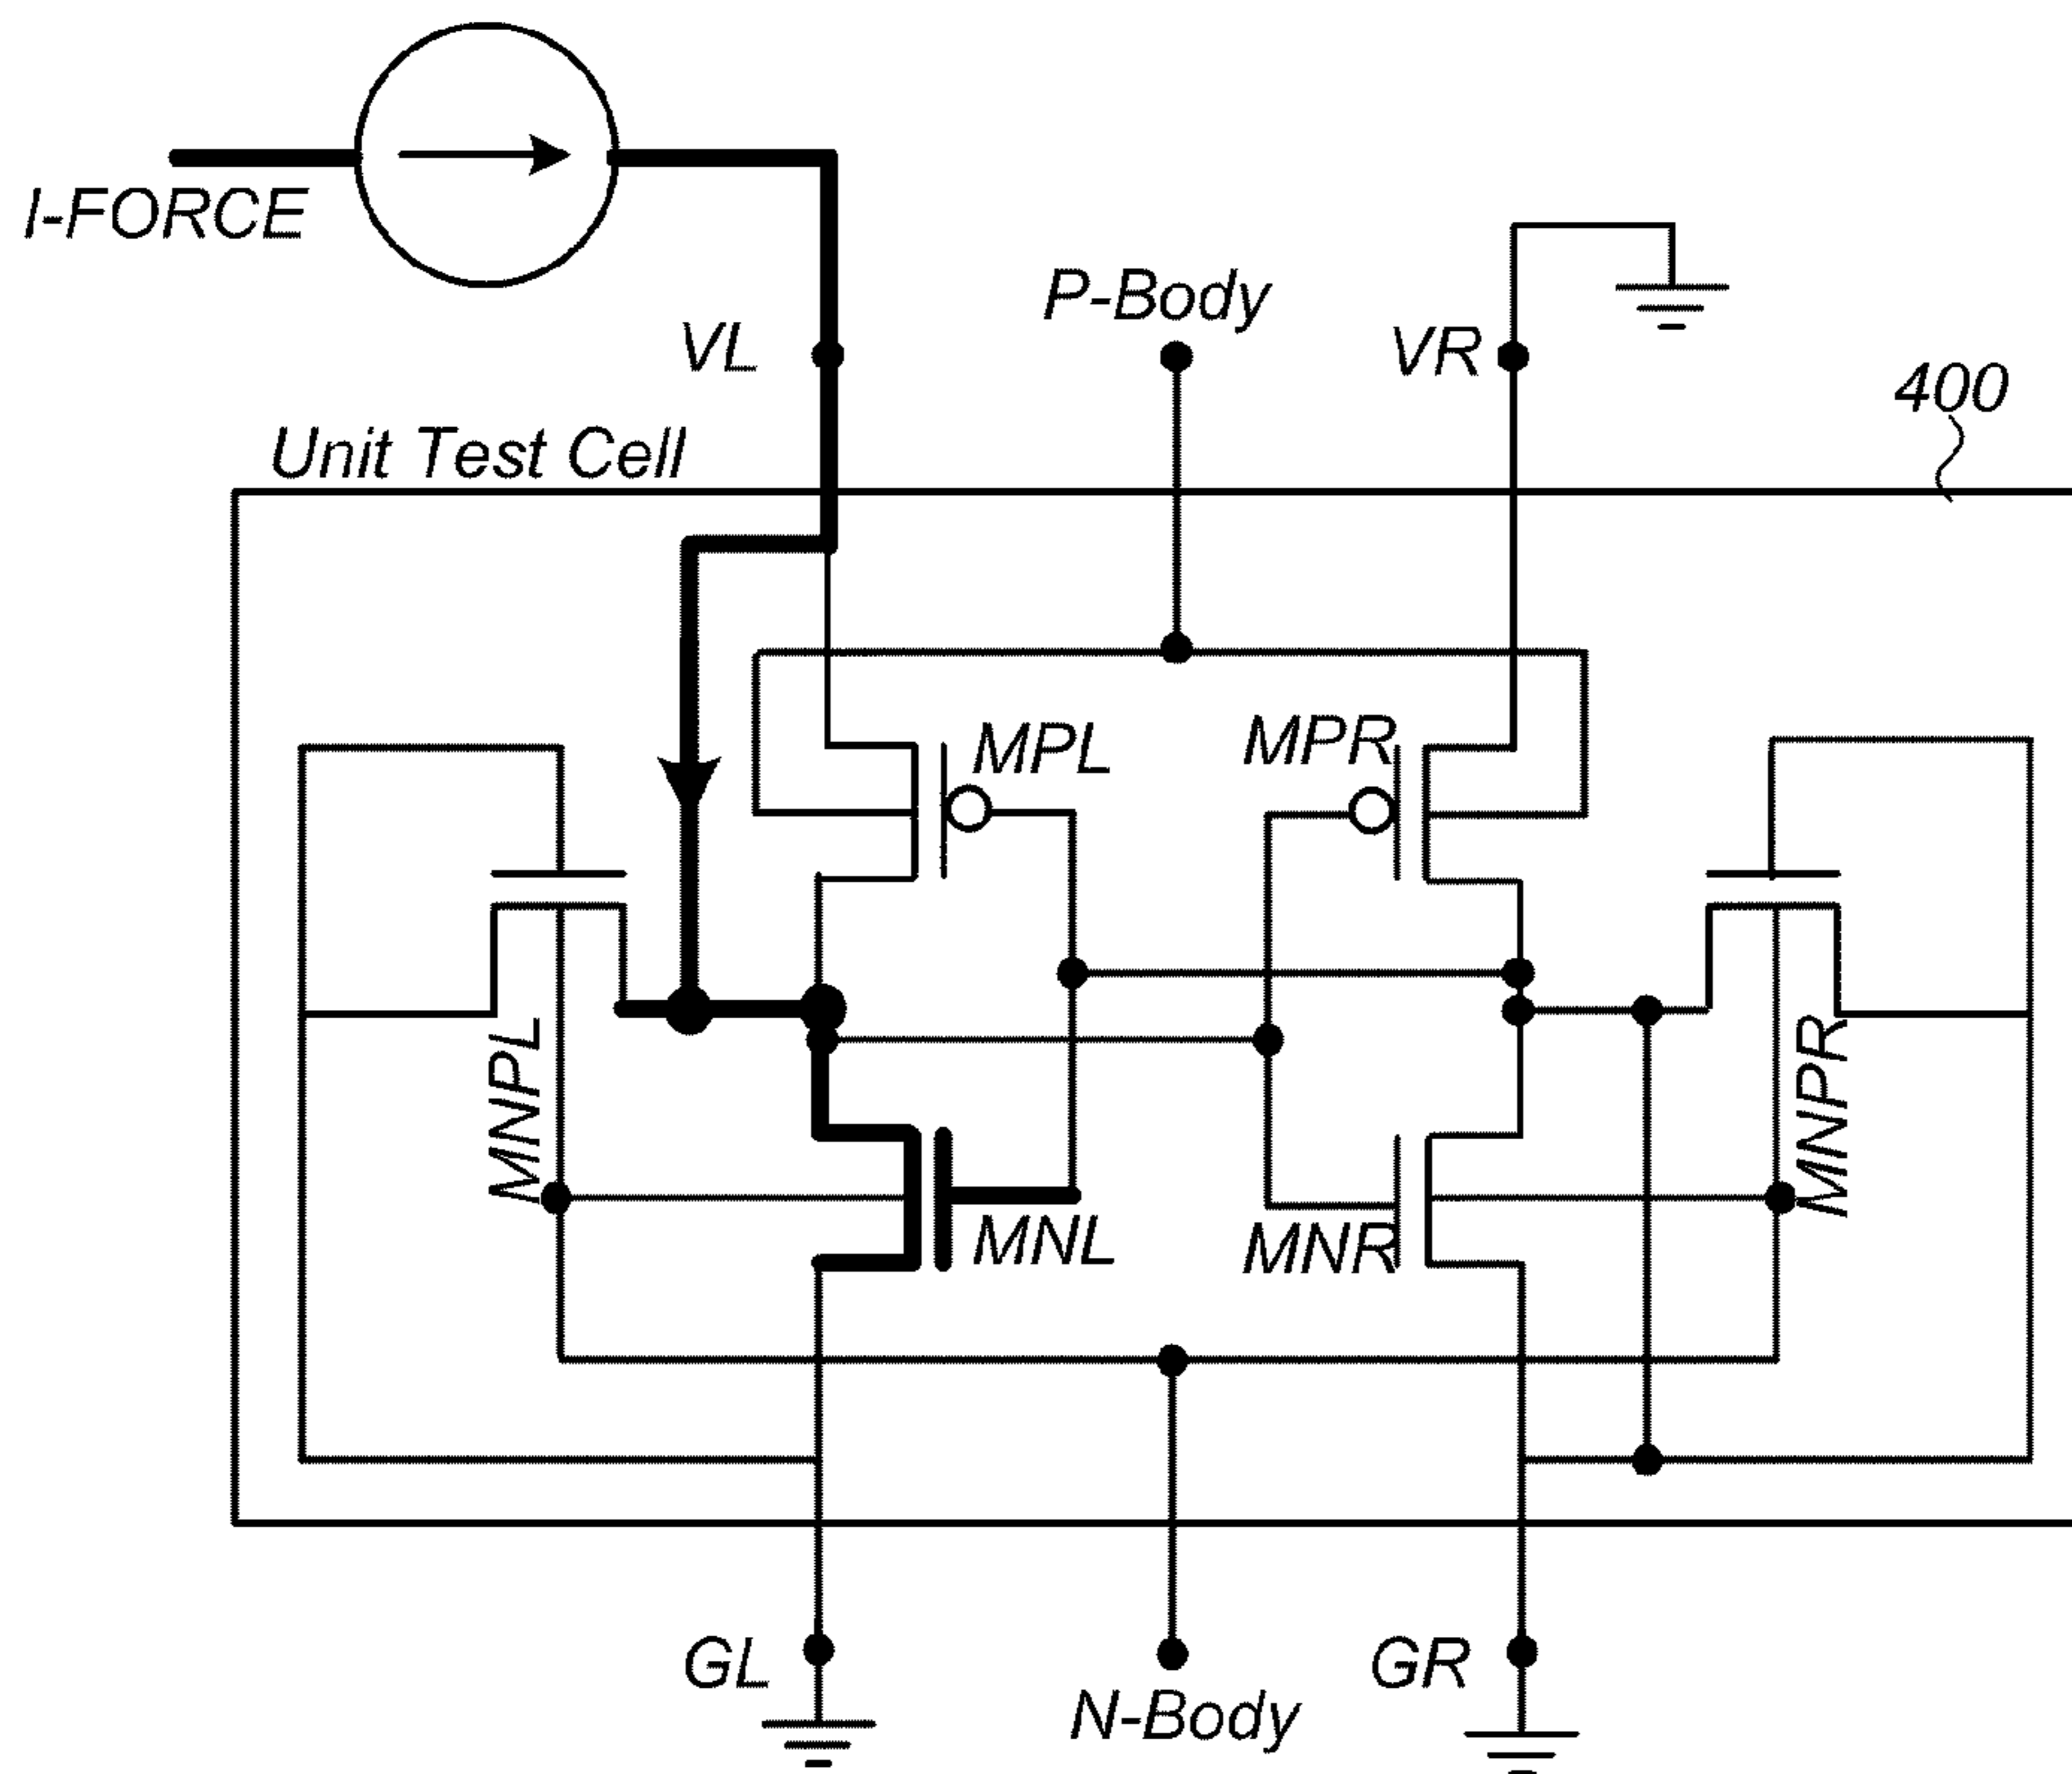 I-FORCE
P-Body
VL
VR
400
Unit Test Cell
MPL
MPR
MNPL
MNPR
MNL
MNR
GL
N-Body
GR